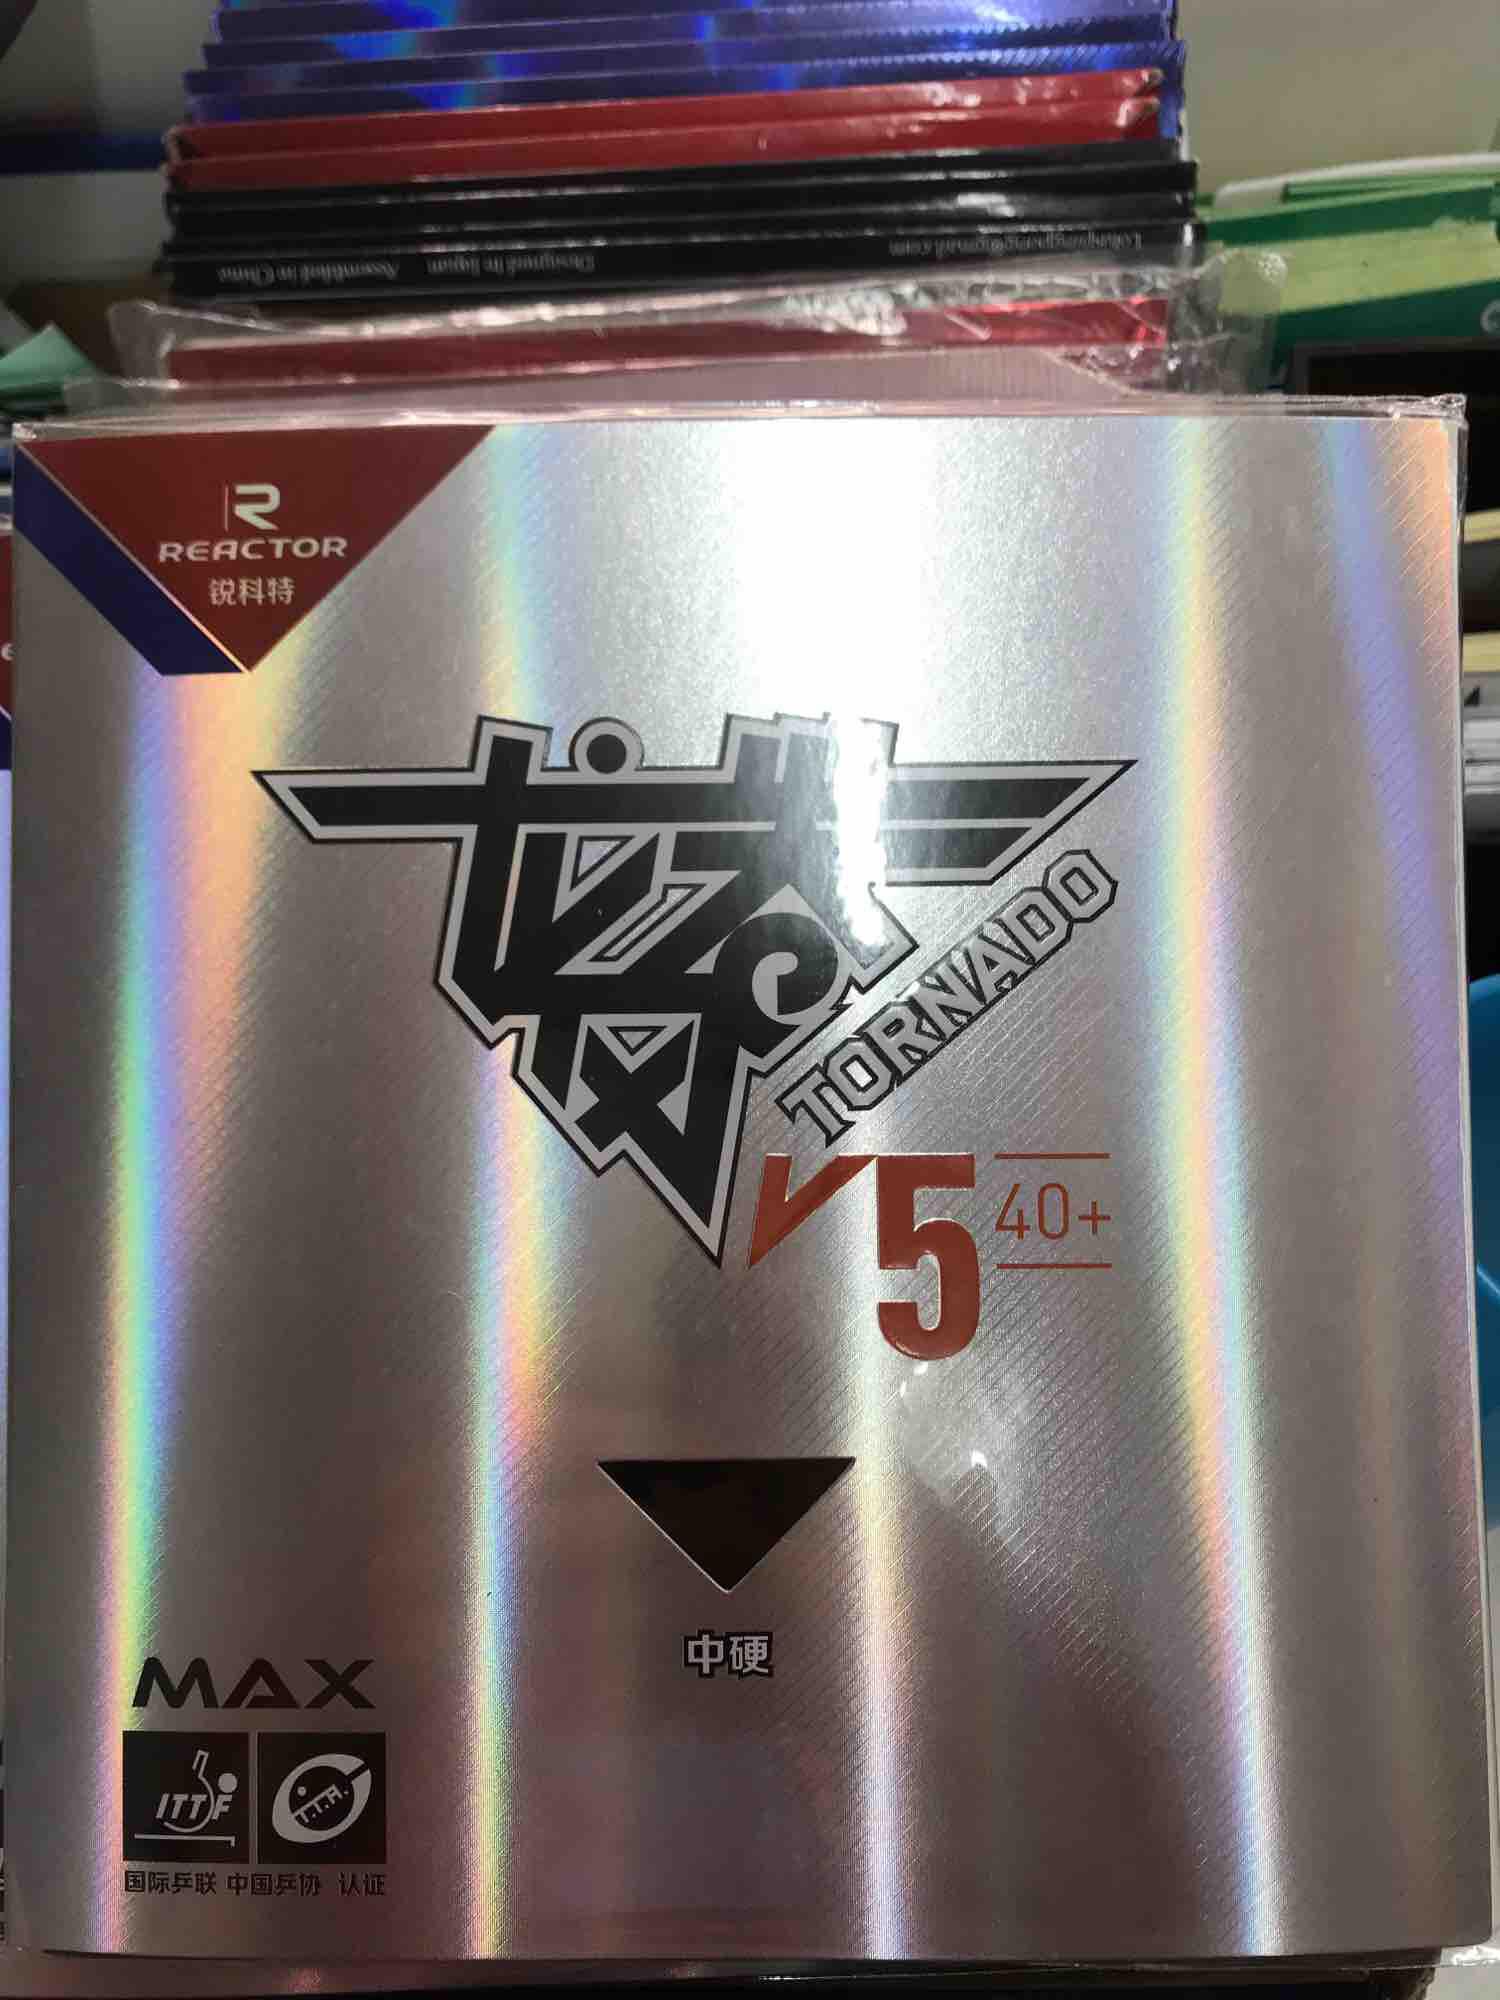 Assembled in China Designed in Japan
REACTOR
锐科特
TORNADO
V5 40+
中硬
MAX
ITTF T.T.A.
国际乒联 中国乒协 认证